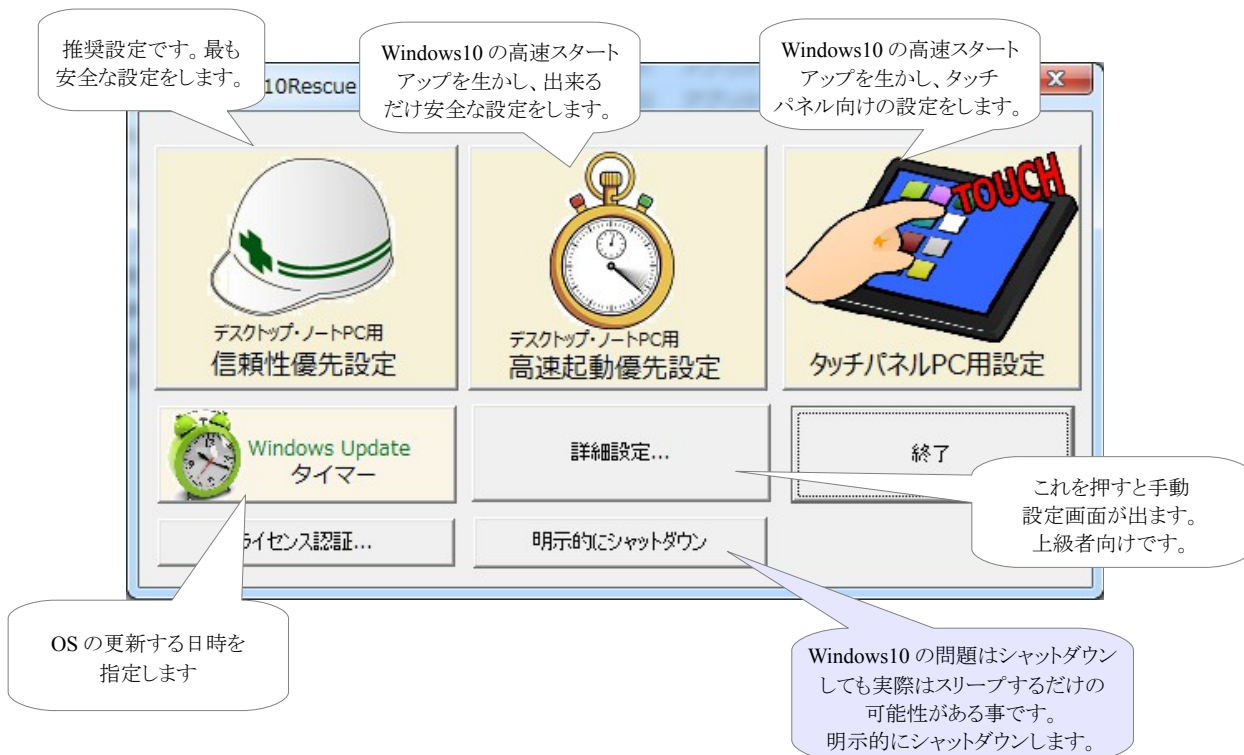 推奨設定です。最も
安全な設定をします。
Windows10 の高速スタート
アップを生かし、出来る
だけ安全な設定をします。
Windows10 の高速スタート
アップを生かし、タッチ
パネル向けの設定をします。
10Rescue
TOUCH
デスクトップ・ノートPC用
信頼性優先設定
デスクトップ・ノートPC用
高速起動優先設定
タッチパネルPC用設定
Windows Update
タイマー
詳細設定...
終了
これを押すと手動
設定画面が出ます。
上級者向けです。
ライセンス認証...
明示的にシャットダウン
OS の更新する日時を
指定します
Windows10 の問題はシャットダウン
しても実際はスリープするだけの
可能性がある事です。
明示的にシャットダウンします。